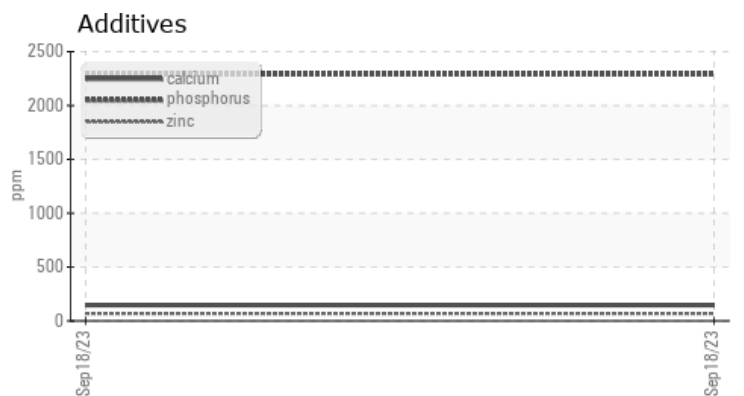 Additives
2500
2000
1500
1000
500
0
ppm
calcium
phosphorus
zinc
Sep18/23
Sep18/23